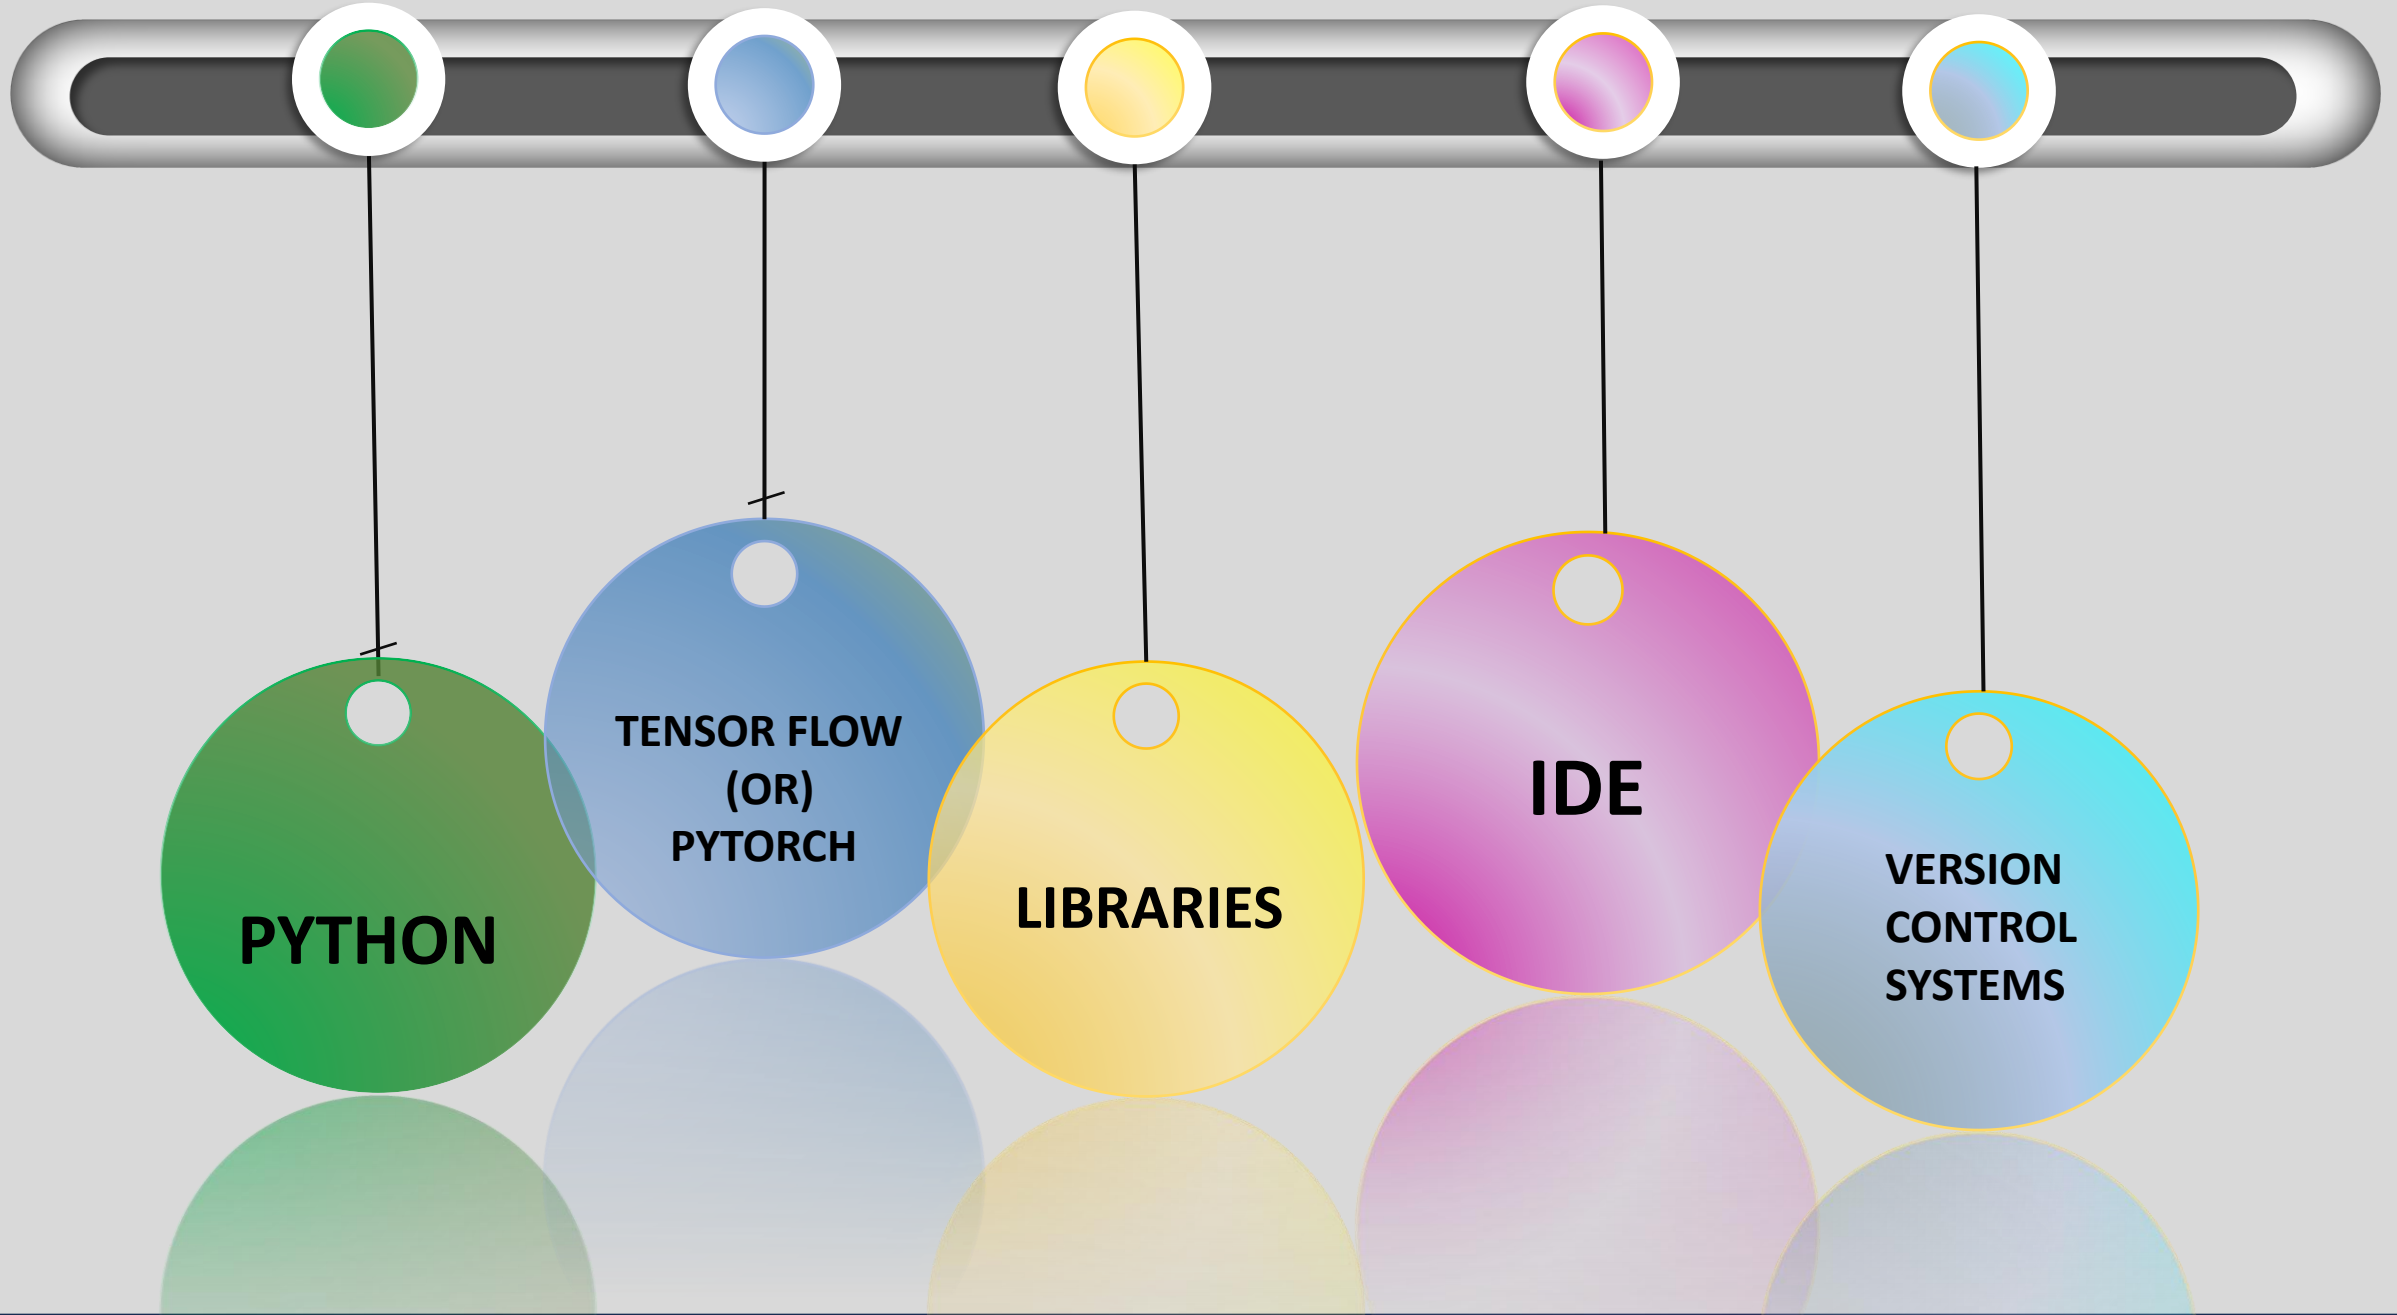 PYTHON
TENSOR FLOW
(OR)
PYTORCH
LIBRARIES
IDE
VERSION
CONTROL
SYSTEMS